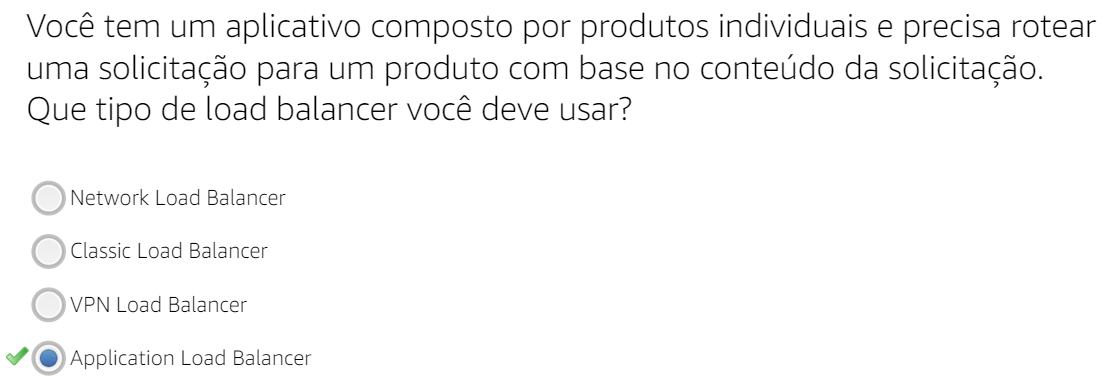 Você tem um aplicativo composto por produtos individuais e precisa rotear
uma solicitação para um produto com base no conteúdo da solicitação.
Que tipo de load balancer você deve usar?
Network Load Balancer
Classic Load Balancer
VPN Load Balancer
Application Load Balancer